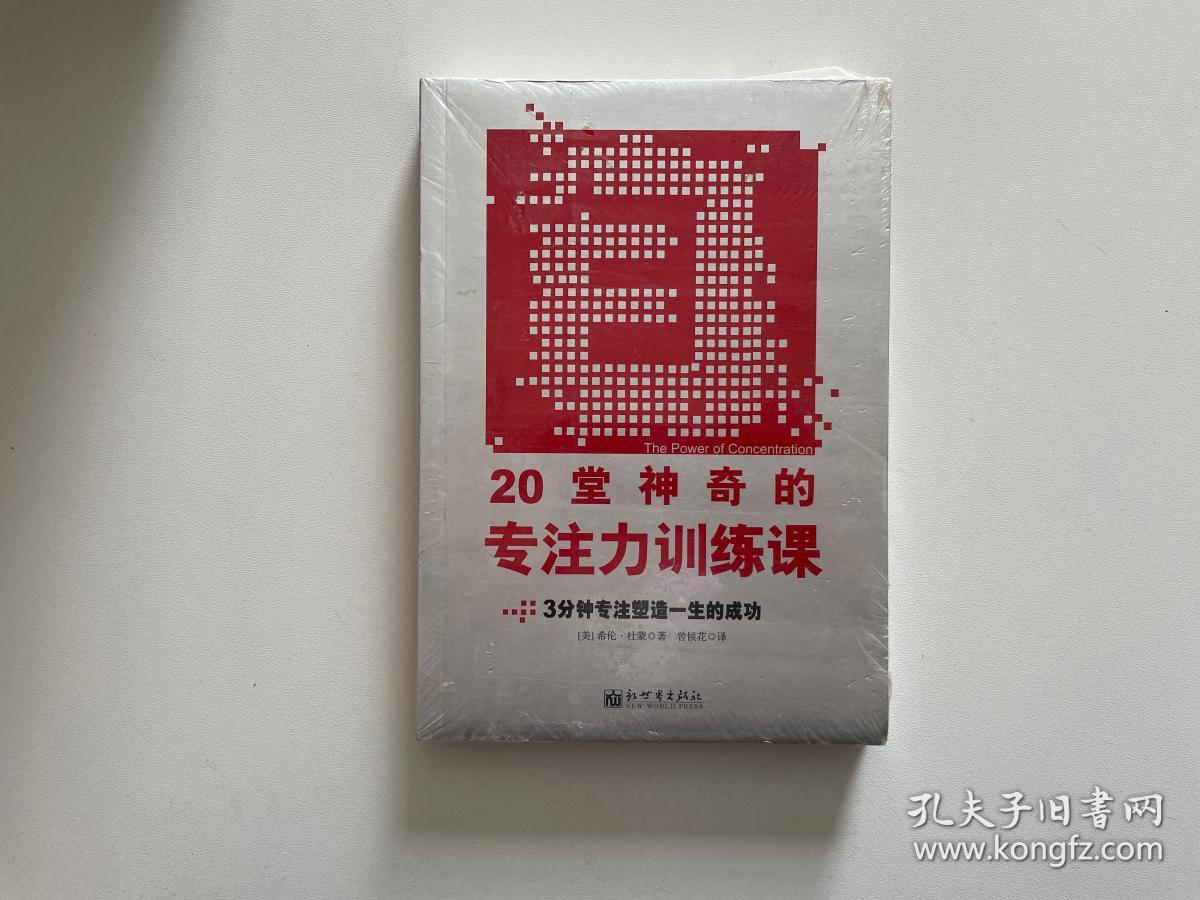 The Power of Concentration
20 堂神奇的
专注力训练课
3分钟专注塑造一生的成功
[美] 希伦·杜蒙◎著 曾候花◎译
新世界出版社
NEW WORLD PRESS
孔夫子旧書网
www.kongfz.com